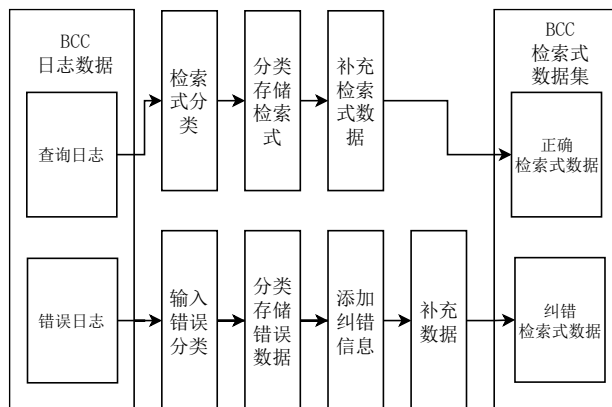 BCC
日志数据
查询日志
检索
式分
类
分类
存储
检索
式
补充
检索
式数
据
BCC
检索式
数据集
正确
检索式数据
错误日志
输入
错误
分类
分类
存储
错误
数据
添加
纠错
信息
补充
数据
纠错
检索式数据